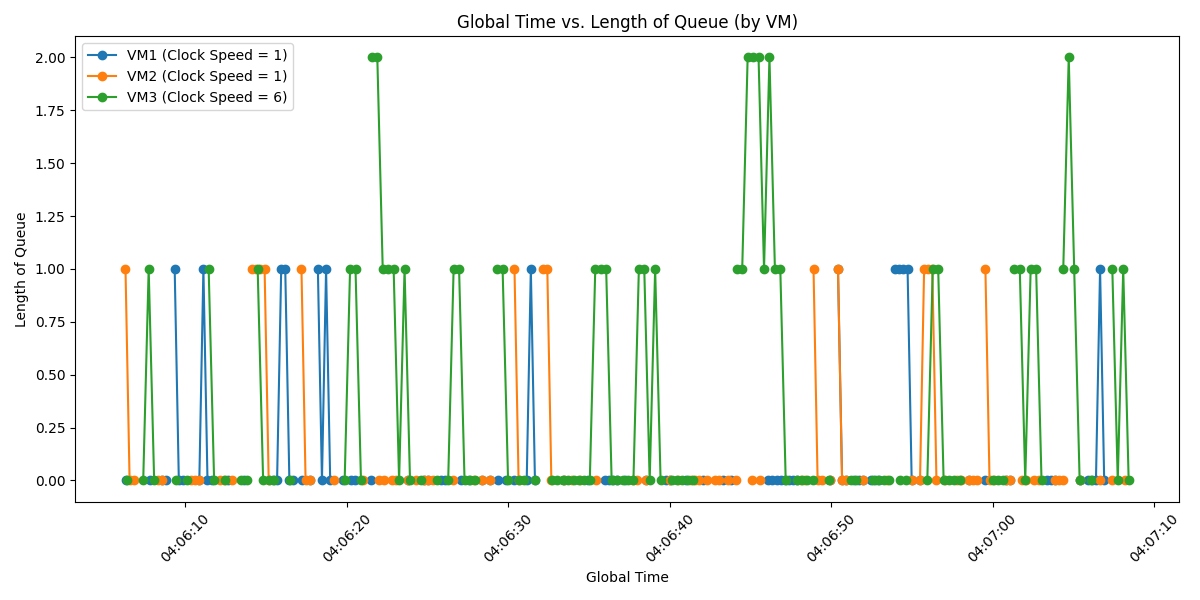 Global Time vs. Length of Queue (by VM)
VM1 (Clock Speed = 1)
VM2 (Clock Speed = 1)
VM3 (Clock Speed = 6)
Length of Queue
2.00
1.75
1.50
1.25
1.00
0.75
0.50
0.25
0.00
04:06:10
04:06:20
04:06:30
04:06:40
04:06:50
04:07:00
04:07:10
Global Time